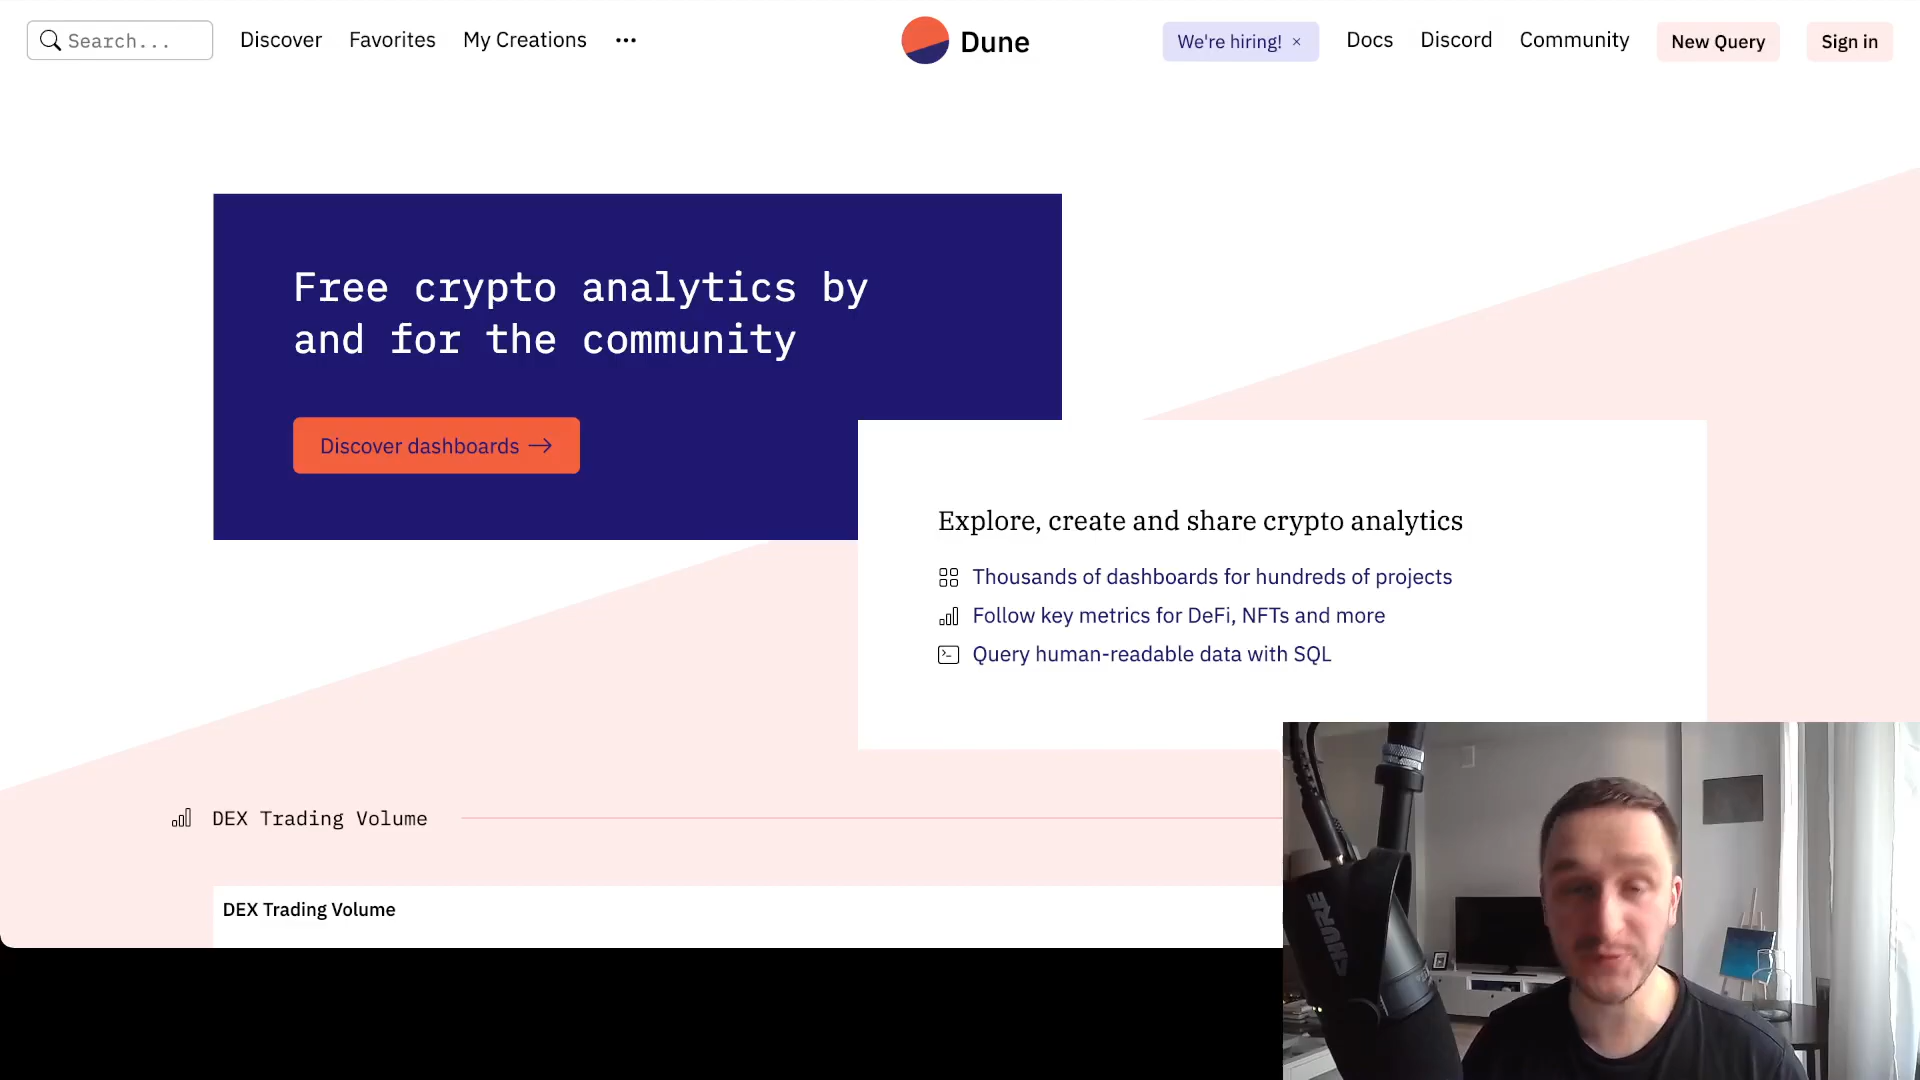 Search...
Discover
Favorites
My Creations
Dune
We're hiring! ×
Docs
Discord
Community
New Query
Sign in
Free crypto analytics by
and for the community
Discover dashboards →
Explore, create and share crypto analytics
Thousands of dashboards for hundreds of projects
Follow key metrics for DeFi, NFTs and more
Query human-readable data with SQL
DEX Trading Volume
DEX Trading Volume
SHURE